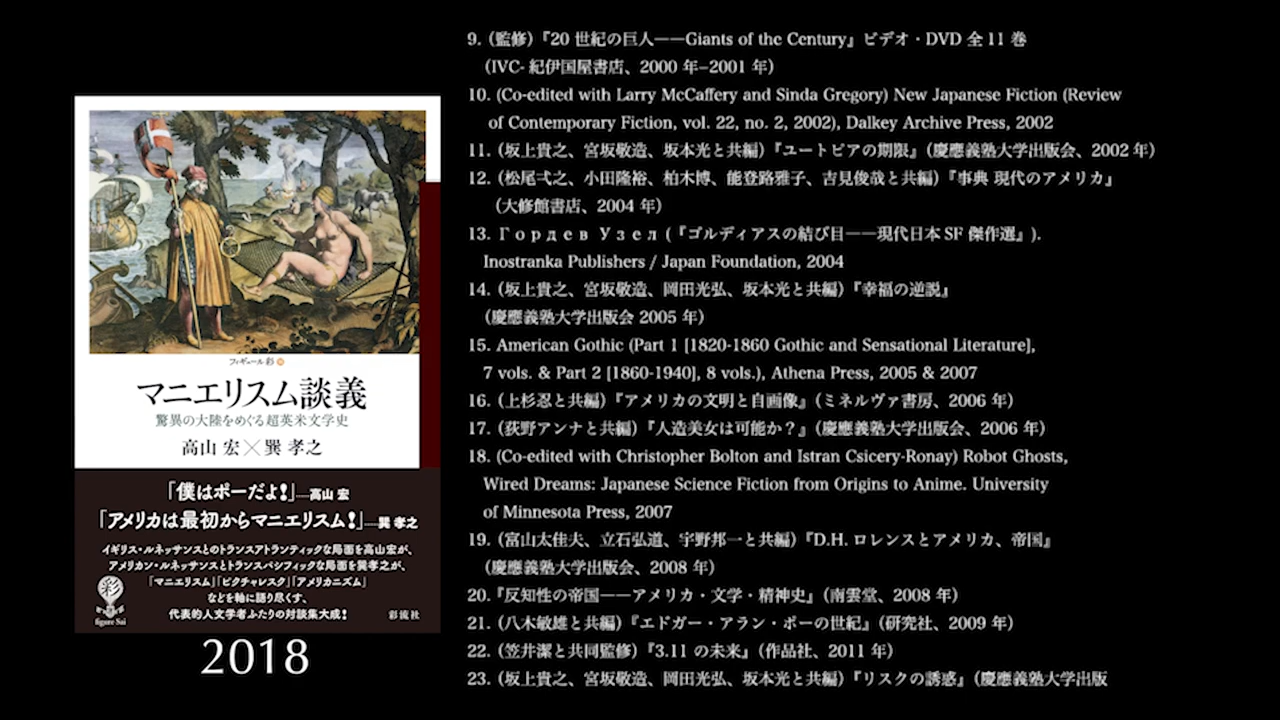 フィギュール彩
マニエリスム談義
驚異の大陸をめぐる超英米文学史
高山 宏×巽 孝之
「僕はポーだよ!」——高山 宏
「アメリカは最初からマニエリスム!」——巽 孝之
イギリス・ルネッサンスとのトランスアトランティックな局面を高山宏が、
アメリカン・ルネッサンスとトランスパシフィックな局面を巽孝之が、
「マニエリスム」「ピクチャレスク」「アメリカニズム」
などを軸に語り尽くす、
代表的人文学者ふたりの対談集大成!
彩
figure Sai
彩流社
2018
9. (監修)『20 世紀の巨人——Giants of the Century』ビデオ・DVD 全 11 巻
(IVC- 紀伊国屋書店、2000 年–2001 年)
10. (Co-edited with Larry McCaffery and Sinda Gregory) New Japanese Fiction (Review
of Contemporary Fiction, vol. 22, no. 2, 2002), Dalkey Archive Press, 2002
11. (坂上貴之、宮坂敬造、坂本光と共編)『ユートピアの期限』(慶應義塾大学出版会、2002 年)
12. (松尾弌之、小田隆裕、柏木博、能登路雅子、吉見俊哉と共編)『事典 現代のアメリカ』
(大修館書店、2004 年)
13. Гордев Узел (『ゴルディアスの結び目——現代日本 SF 傑作選』).
Inostranka Publishers / Japan Foundation, 2004
14. (坂上貴之、宮坂敬造、岡田光弘、坂本光と共編)『幸福の逆説』
(慶應義塾大学出版会 2005 年)
15. American Gothic (Part 1 [1820-1860 Gothic and Sensational Literature],
7 vols. & Part 2 [1860-1940], 8 vols.), Athena Press, 2005 & 2007
16. (上杉忍と共編)『アメリカの文明と自画像』(ミネルヴァ書房、2006 年)
17. (荻野アンナと共編)『人造美女は可能か?』(慶應義塾大学出版会、2006 年)
18. (Co-edited with Christopher Bolton and Istran Csicery-Ronay) Robot Ghosts,
Wired Dreams: Japanese Science Fiction from Origins to Anime. University
of Minnesota Press, 2007
19. (富山太佳夫、立石弘道、宇野邦一と共編)『D.H. ロレンスとアメリカ、帝国』
(慶應義塾大学出版会、2008 年)
20.『反知性の帝国——アメリカ・文学・精神史』(南雲堂、2008 年)
21. (八木敏雄と共編)『エドガー・アラン・ポーの世紀』(研究社、2009 年)
22. (笠井潔と共同監修)『3.11 の未来』(作品社、2011 年)
23. (坂上貴之、宮坂敬造、岡田光弘、坂本光と共編)『リスクの誘惑』(慶應義塾大学出版